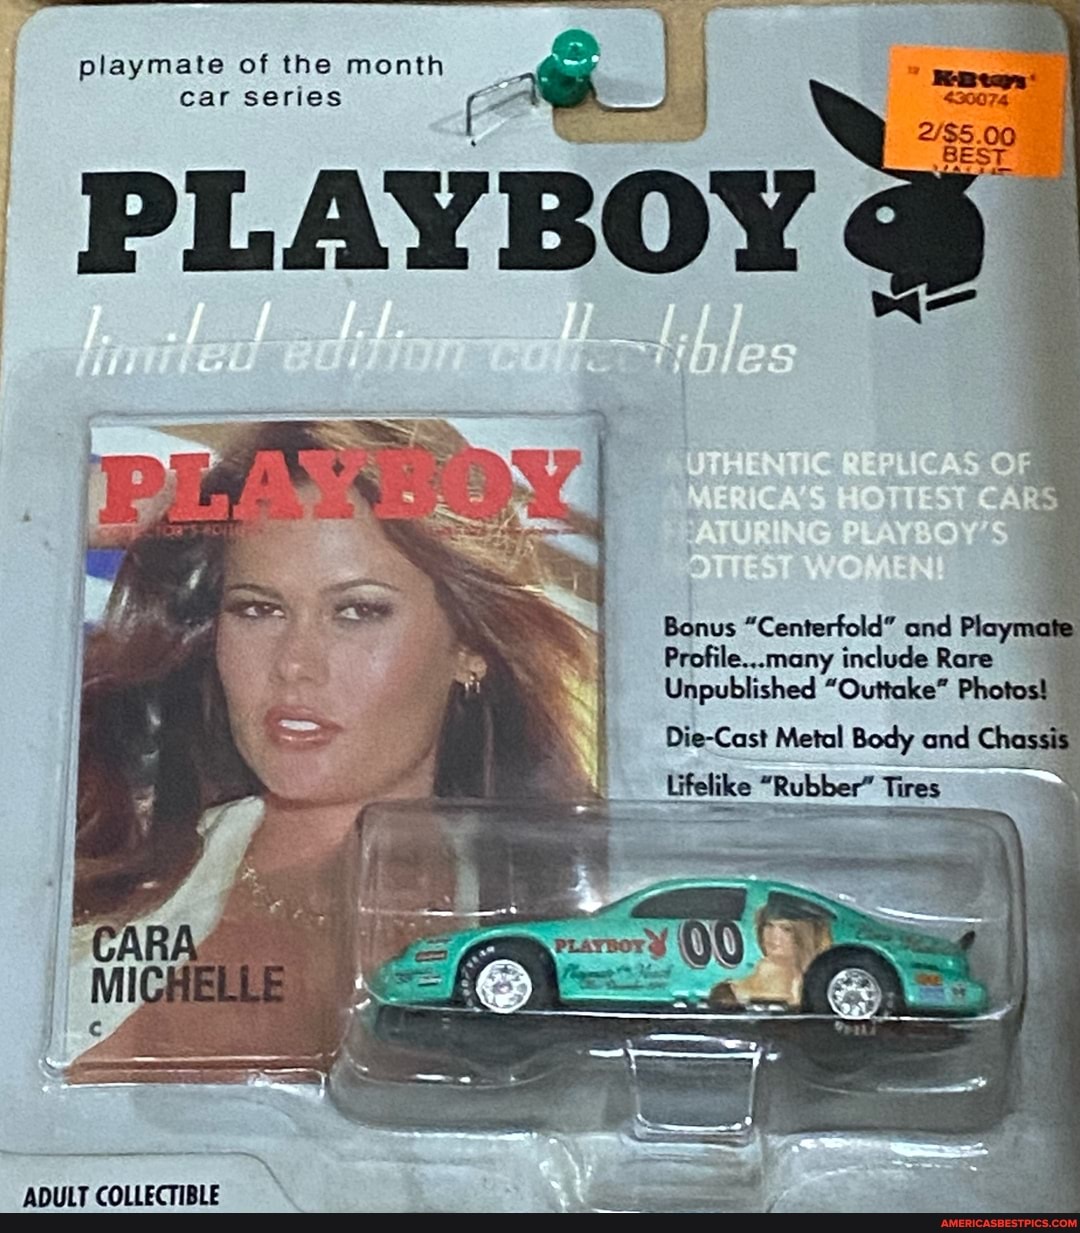 playmate of the month
car series
K·B toys
430074
2/$5.00
BEST
PLAYBOY
limited edition collectibles
PLAYBOY
UTHENTIC REPLICAS OF
MERICA'S HOTTEST CARS
EATURING PLAYBOY'S
OTTEST WOMEN!
Bonus "Centerfold" and Playmate
Profile...many include Rare
Unpublished "Outtake" Photos!
Die-Cast Metal Body and Chassis
Lifelike "Rubber" Tires
CARA
MICHELLE
C
PLAYBOY
00
ADULT COLLECTIBLE
AMERICASBESTPICS.COM